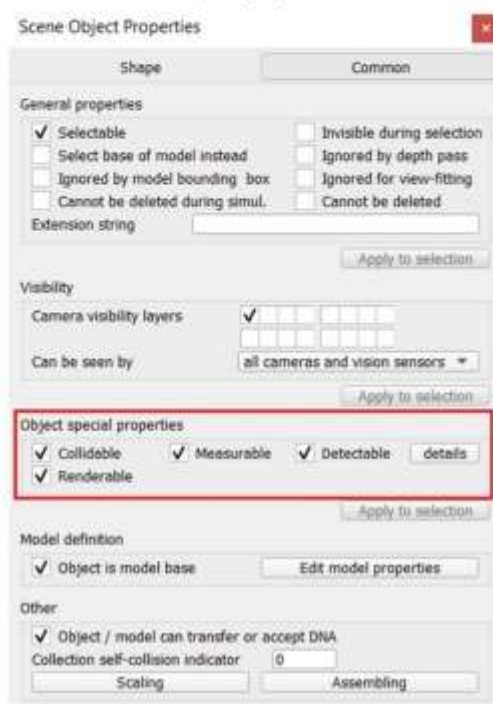 Scene Object Properties
Shape Common
General properties
Selectable Invisible during selection
Select base of model instead Ignored by depth pass
Ignored by model bounding box Ignored for view-fitting
Cannot be deleted during simul. Cannot be deleted
Extension string
Apply to selection
Visibility
Camera visibility layers
Can be seen by all cameras and vision sensors
Apply to selection
Object special properties
Collidable Measurable Detectable details
Renderable
Apply to selection
Model definition
Object is model base Edit model properties
Other
Object / model can transfer or accept DNA
Collection self-collision indicator 0
Scaling Assembling